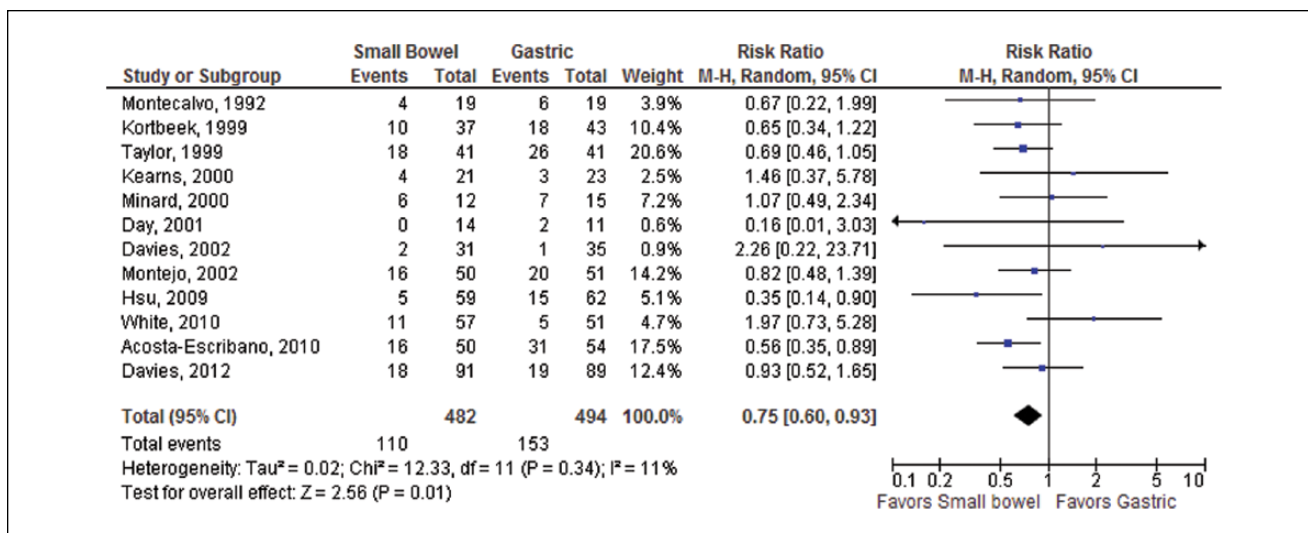 Small Bowel Gastric Risk Ratio Risk Ratio
Study or Subgroup Events Total Events Total Weight M-H, Random, 95% CI M-H, Random, 95% CI
Montecalvo, 1992 4 19 6 19 3.9% 0.67 [0.22, 1.99]
Kortbeek, 1999 10 37 18 43 10.4% 0.65 [0.34, 1.22]
Taylor, 1999 18 41 26 41 20.6% 0.69 [0.46, 1.05]
Kearns, 2000 4 21 3 23 2.5% 1.46 [0.37, 5.78]
Minard, 2000 6 12 7 15 7.2% 1.07 [0.49, 2.34]
Day, 2001 0 14 2 11 0.6% 0.16 [0.01, 3.03]
Davies, 2002 2 31 1 35 0.9% 2.26 [0.22, 23.71]
Montejo, 2002 16 50 20 51 14.2% 0.82 [0.48, 1.39]
Hsu, 2009 5 59 15 62 5.1% 0.35 [0.14, 0.90]
White, 2010 11 57 5 51 4.7% 1.97 [0.73, 5.28]
Acosta-Escribano, 2010 16 50 31 54 17.5% 0.56 [0.35, 0.89]
Davies, 2012 18 91 19 89 12.4% 0.93 [0.52, 1.65]
Total (95% CI) 482 494 100.0% 0.75 [0.60, 0.93]
Total events 110 153
Heterogeneity: Tau² = 0.02; Chi² = 12.33, df = 11 (P = 0.34); I² = 11%
Test for overall effect: Z = 2.56 (P = 0.01)
0.1 0.2 0.5 1 2 5 10
Favors Small bowel Favors Gastric